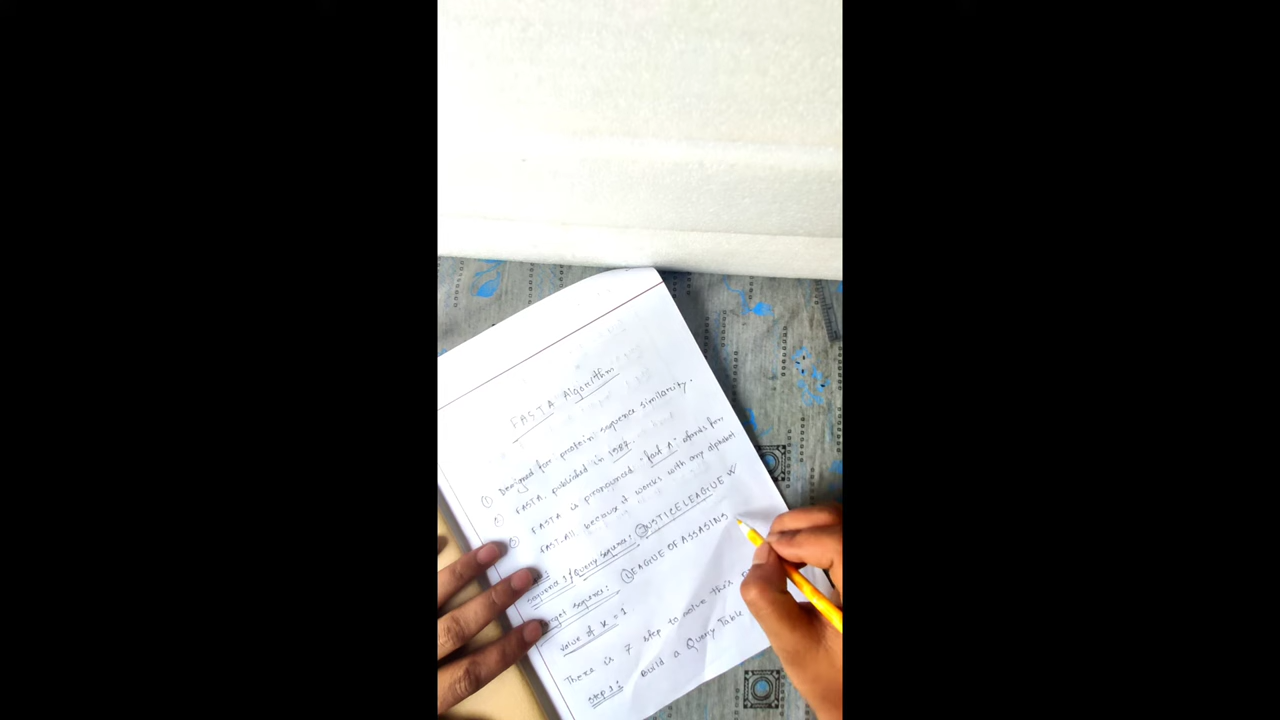 FASTA Algorithm
① Designed for protein sequence similarity.
② FASTA, published in 1987.
③ FASTA is pronounced "fast A" stands for
FAST-All because it works with any alphabet
Sequence 1/Query Sequence: JUSTICELEAGUE
Target sequence: LEAGUE OF ASSASINS
Value of K = 1
There is 7 step to solve this
Step 1: Build a Query Table